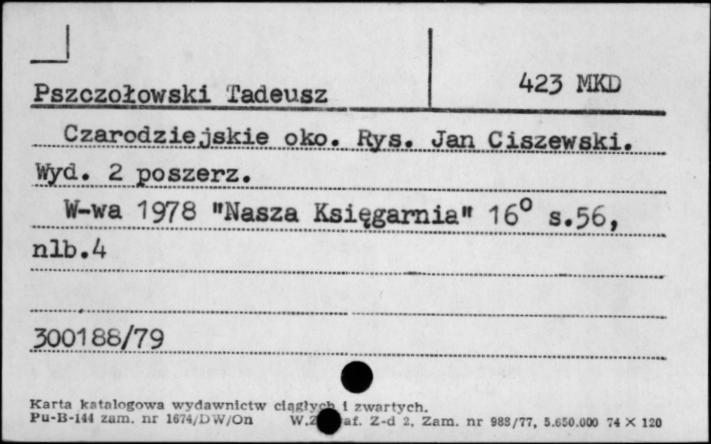 423 MKD
Pszczołowski Tadeusz
Czarodziejskie oko. Rys. Jan Ciszewski.
Wyd. 2 poszerz.
W-wa 1978 "Nasza Księgarnia" 16° s.56,
nlb.4
300188/79
Karta katalogowa wydawnictw ciągłych i zwartych.
Pu-B-144 zam. nr 1674/DW/On Z-d 2, Zam. nr 988/77, 5.650.000 74 × 120